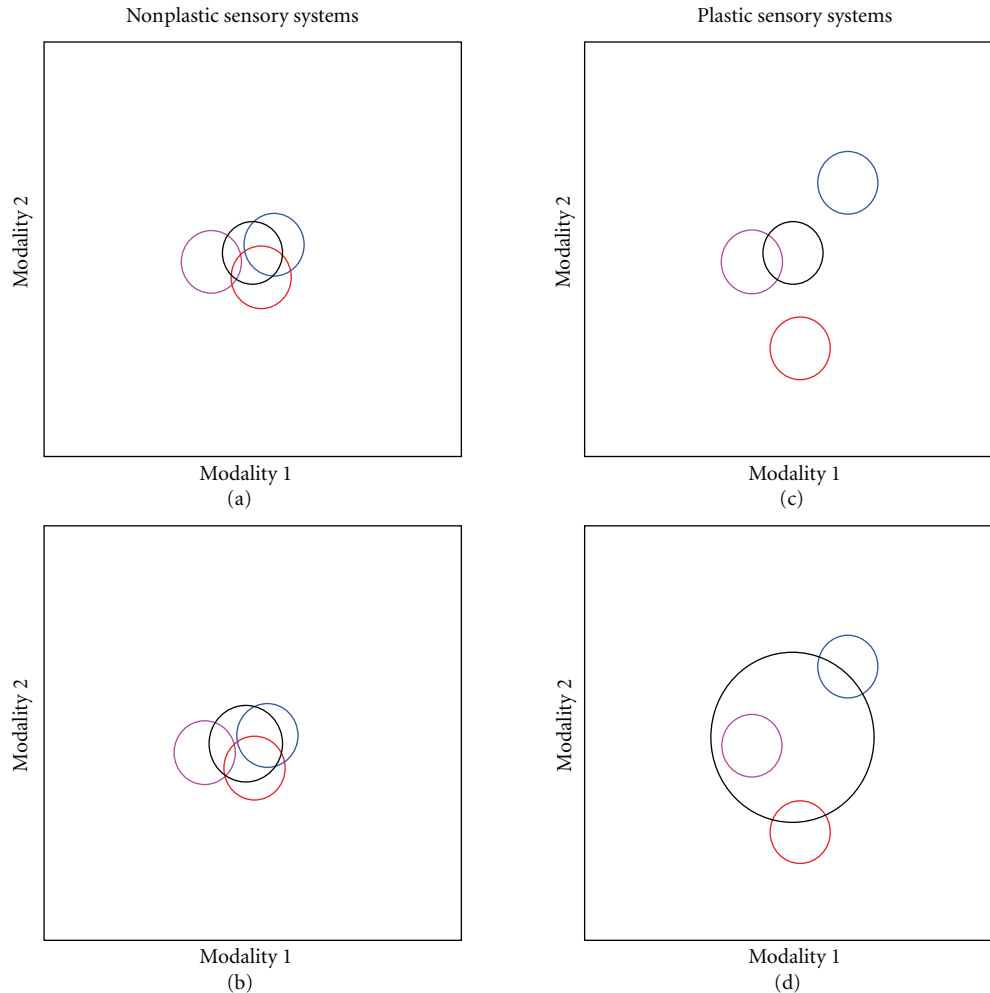 Nonplastic sensory systems
Plastic sensory systems
Modality 2
Modality 1
(a)
Modality 2
Modality 1
(c)
Modality 2
Modality 1
(b)
Modality 2
Modality 1
(d)